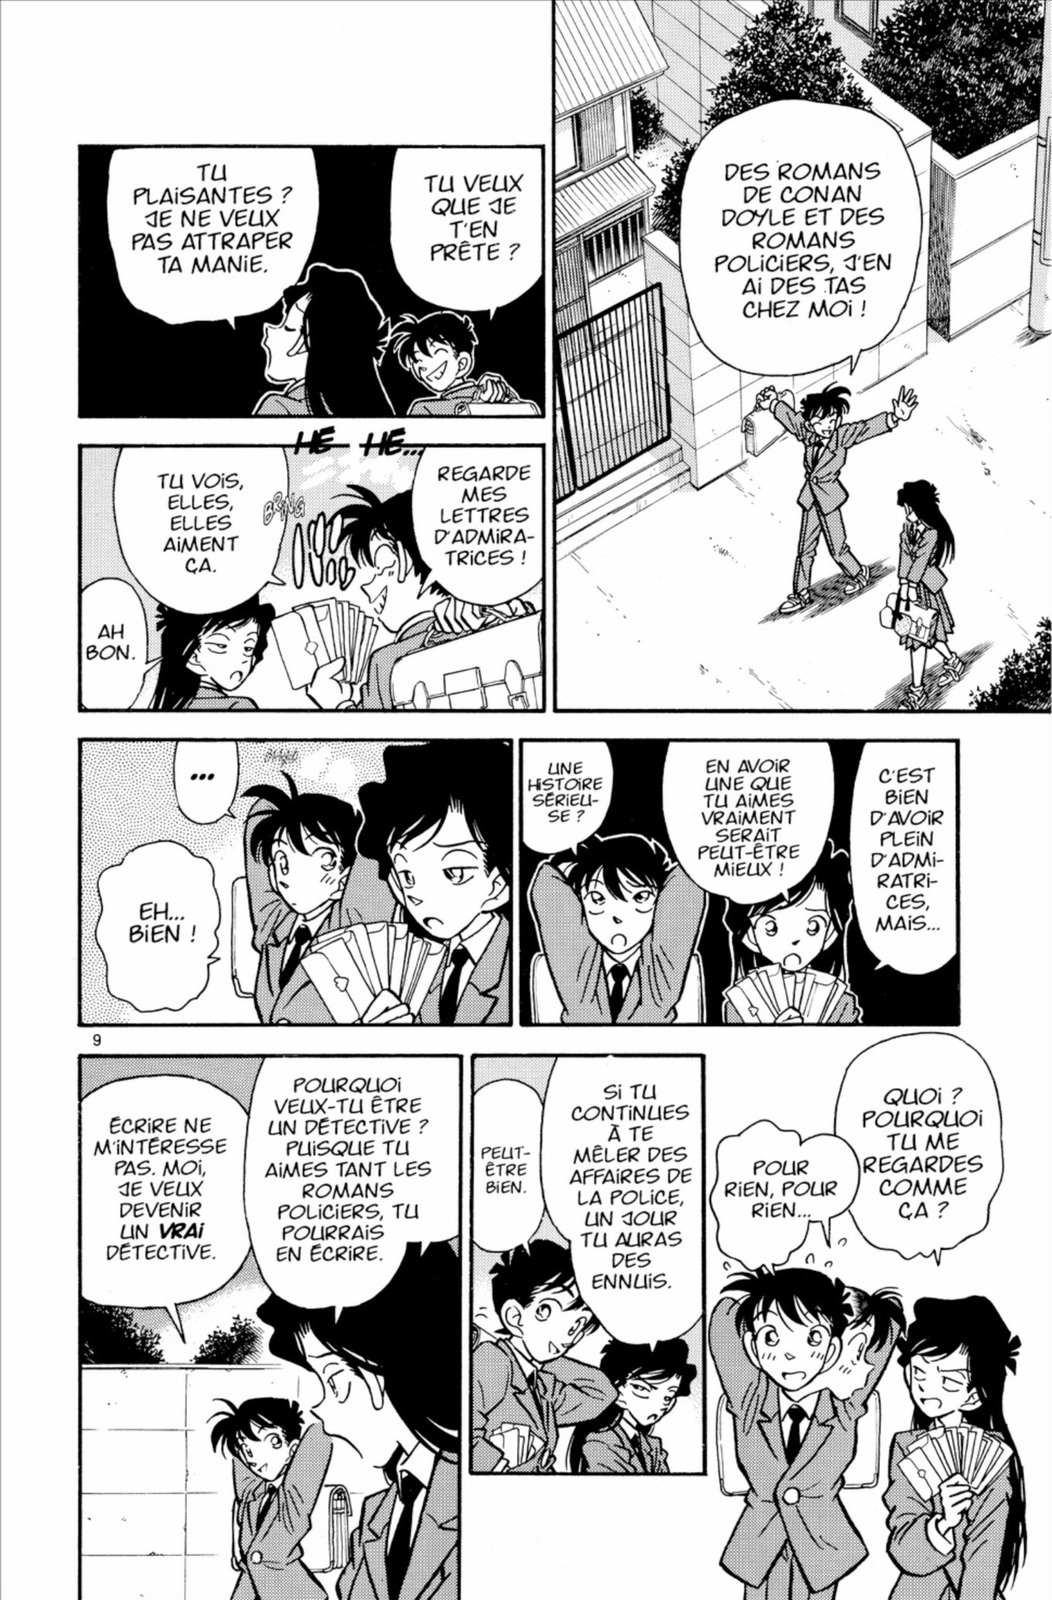 DES ROMANS
DE CONAN
DOYLE ET DES
ROMANS
POLICIERS, J'EN
AI DES TAS
CHEZ MOI !
TU VEUX
QUE JE
T'EN
PRÊTE ?
TU
PLAISANTES ?
JE NE VEUX
PAS ATTRAPER
TA MANIE.
HE HE...
REGARDE
MES
LETTRES
D'ADMIRA-
TRICES !
BRING
TU VOIS,
ELLES,
ELLES
AIMENT
ÇA.
AH
BON.
C'EST
BIEN
D'AVOIR
PLEIN
D'ADMI-
RATRI-
CES,
MAIS...
EN AVOIR
UNE QUE
TU AIMES
VRAIMENT
SERAIT
PEUT-ÊTRE
MIEUX !
UNE
HISTOIRE
SÉRIEU-
SE ?
...
EH...
BIEN !
9
QUOI ?
POURQUOI
TU ME
REGARDES
COMME
ÇA ?
POUR
RIEN, POUR
RIEN...
SI TU
CONTINUES
À TE
MÊLER DES
AFFAIRES DE
LA POLICE,
UN JOUR
TU AURAS
DES
ENNUIS.
PEUT-
ÊTRE
BIEN.
POURQUOI
VEUX-TU ÊTRE
UN DÉTECTIVE ?
PUISQUE TU
AIMES TANT LES
ROMANS
POLICIERS, TU
POURRAIS
EN ÉCRIRE.
ÉCRIRE NE
M'INTÉRESSE
PAS. MOI,
JE VEUX
DEVENIR
UN VRAI
DÉTECTIVE.